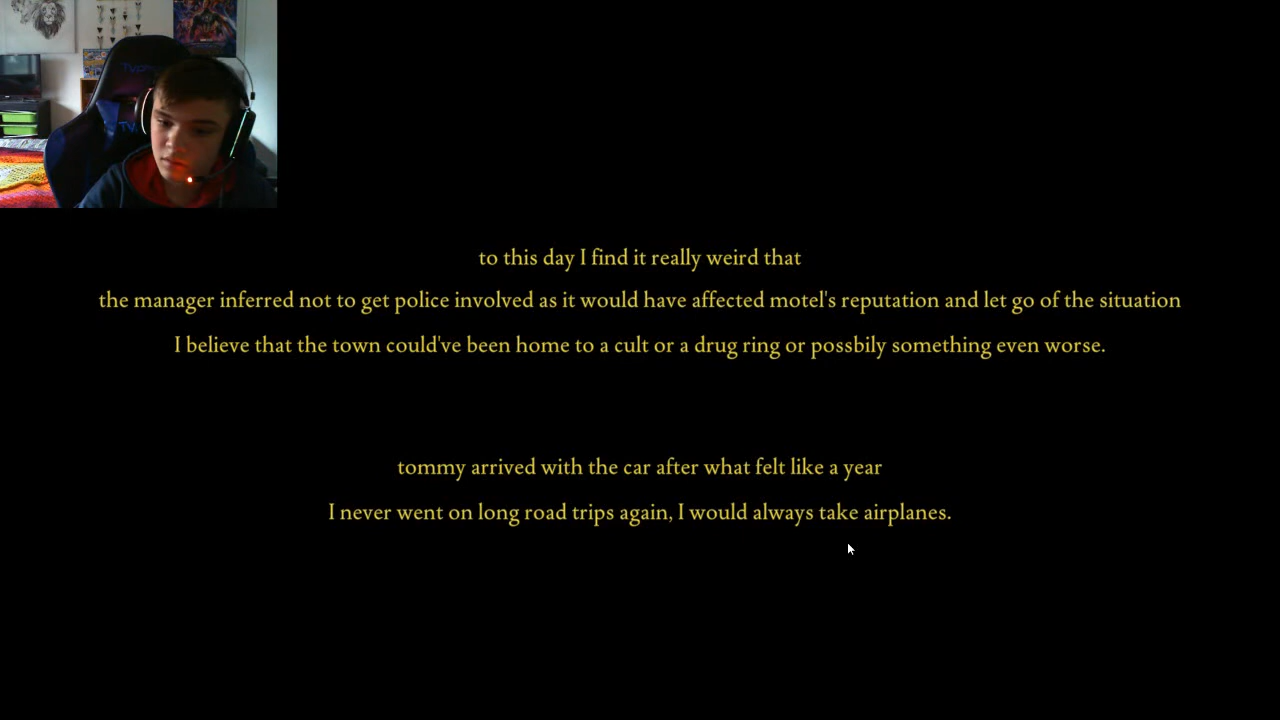 to this day I find it really weird that
the manager inferred not to get police involved as it would have affected motel's reputation and let go of the situation
I believe that the town could've been home to a cult or a drug ring or possbily something even worse.
tommy arrived with the car after what felt like a year
I never went on long road trips again, I would always take airplanes.